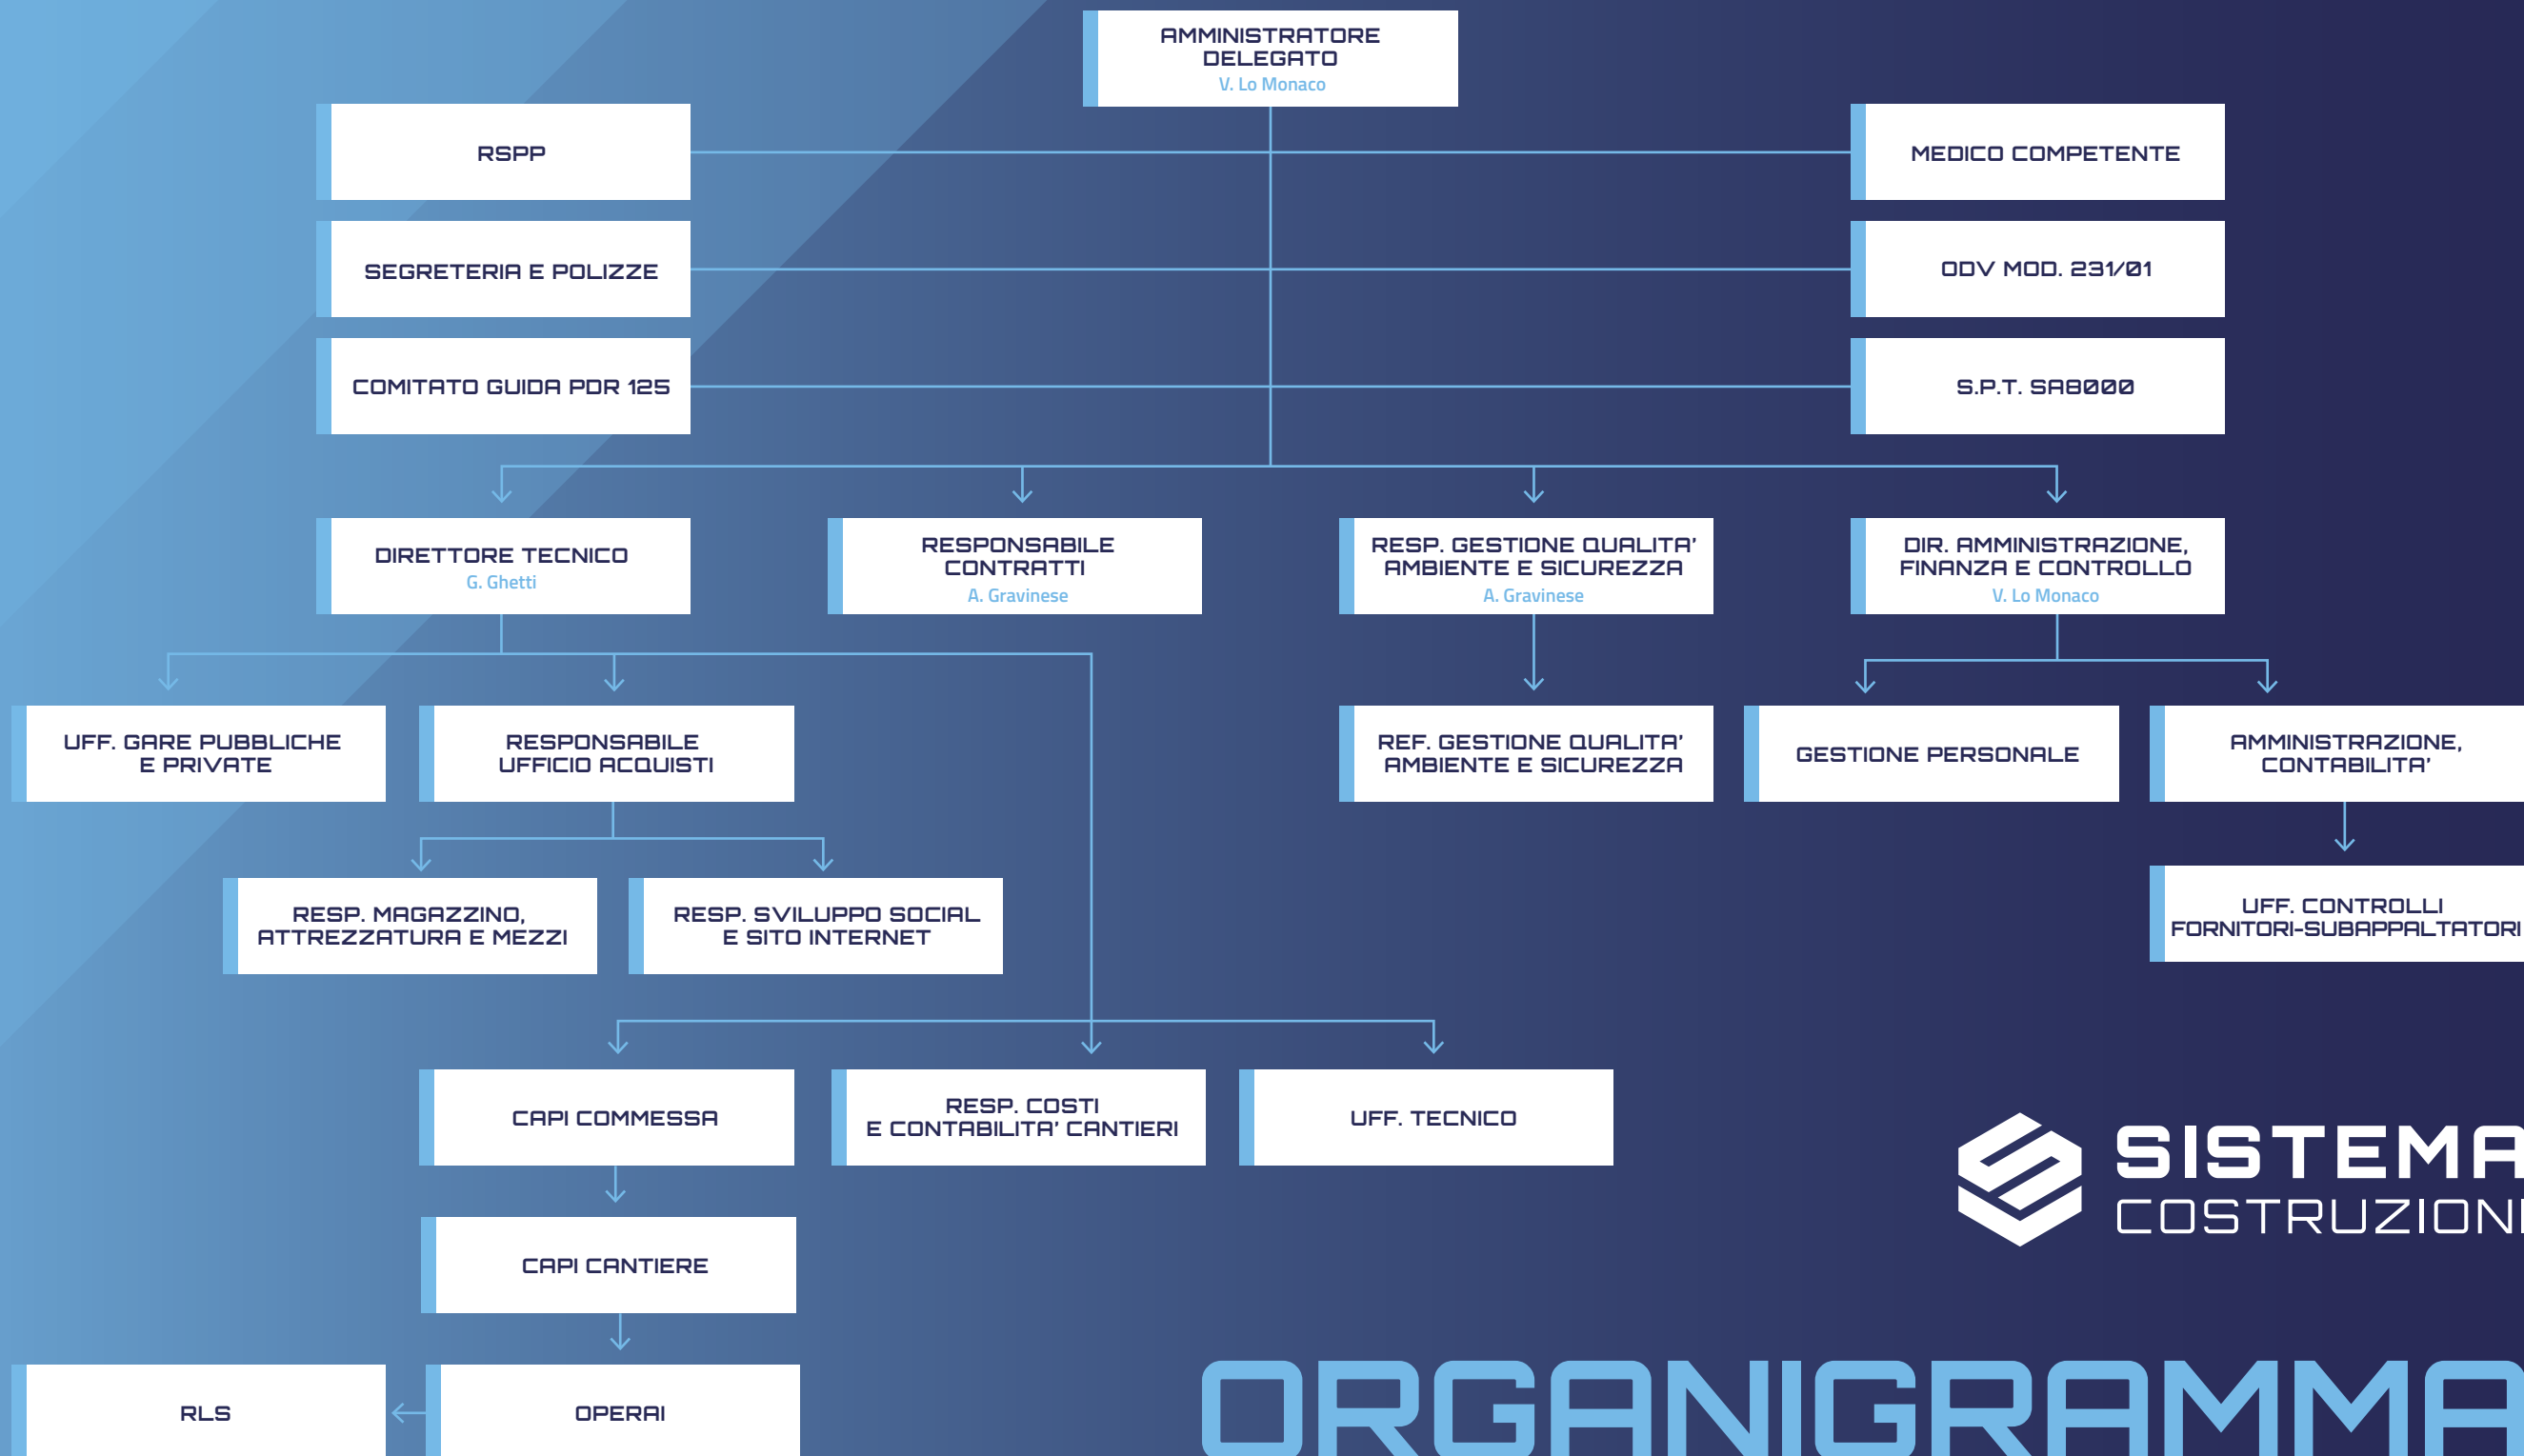 AMMINISTRATORE
DELEGATO
V. Lo Monaco
RSPP
MEDICO COMPETENTE
SEGRETERIA E POLIZZE
ODV MOD. 231/01
COMITATO GUIDA PDR 125
S.P.T. SA8000
DIRETTORE TECNICO
G. Ghetti
RESPONSABILE
CONTRATTI
A. Gravinese
RESP. GESTIONE QUALITA'
AMBIENTE E SICUREZZA
A. Gravinese
DIR. AMMINISTRAZIONE,
FINANZA E CONTROLLO
V. Lo Monaco
UFF. GARE PUBBLICHE
E PRIVATE
RESPONSABILE
UFFICIO ACQUISTI
REF. GESTIONE QUALITA'
AMBIENTE E SICUREZZA
GESTIONE PERSONALE
AMMINISTRAZIONE,
CONTABILITA'
RESP. MAGAZZINO,
ATTREZZATURA E MEZZI
RESP. SVILUPPO SOCIAL
E SITO INTERNET
UFF. CONTROLLI
FORNITORI-SUBAPPALTATORI
CAPI COMMESSA
RESP. COSTI
E CONTABILITA' CANTIERI
UFF. TECNICO
SISTEMA
COSTRUZIONI
CAPI CANTIERE
RLS
OPERAI
ORGANIGRAMMA